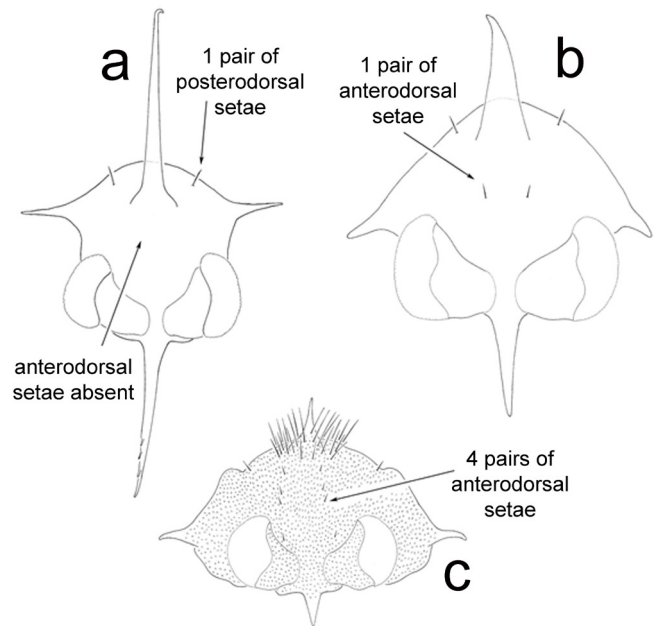 a
1 pair of
posterodorsal
setae
b
1 pair of
anterodorsal
setae
anterodorsal
setae absent
4 pairs of
anterodorsal
setae
c